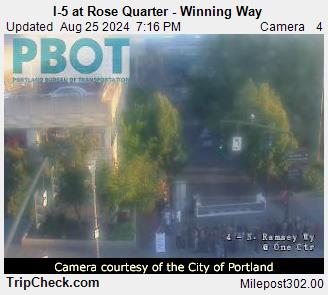 I-5 at Rose Quarter - Winning Way
Updated Aug 25 2024 7:16 PM Camera 4
PBOT
PORTLAND BUREAU OF TRANSPORTATION
4 - N. Ramsey Wy
@ One Ctr
Camera courtesy of the City of Portland
TripCheck.com Milepost302.00